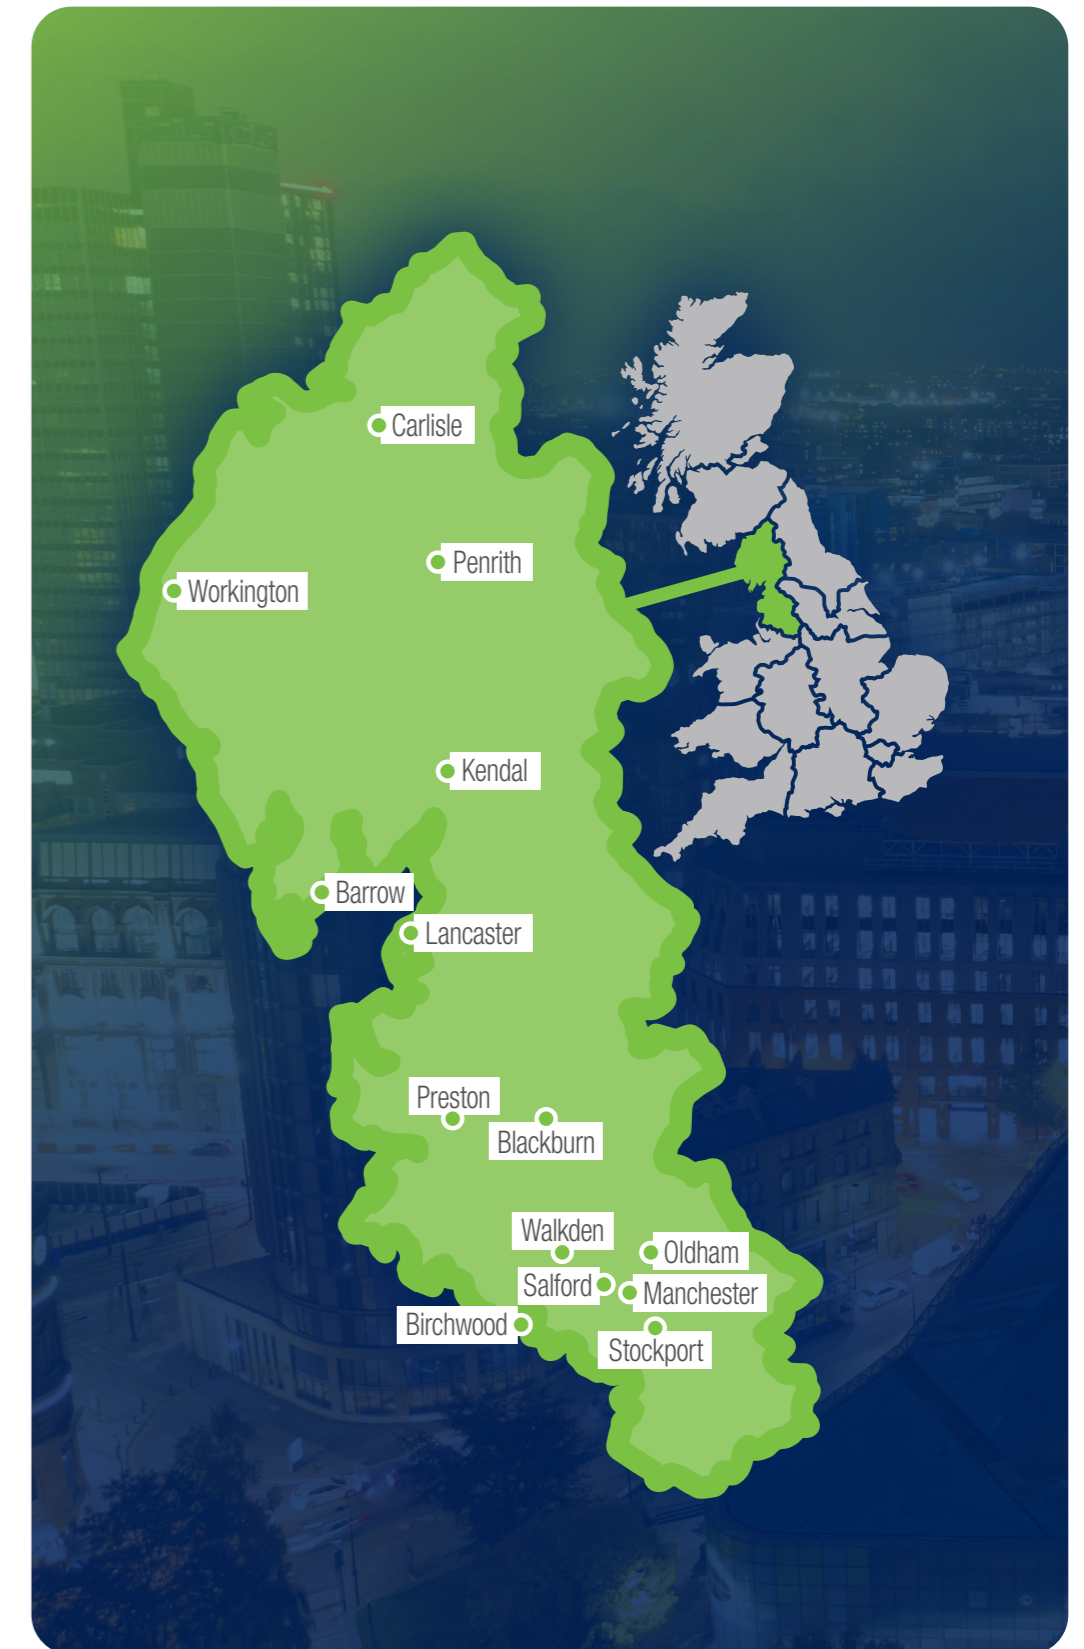 Carlisle
Penrith
Workington
Kendal
Barrow
Lancaster
Preston
Blackburn
Walkden
Oldham
Salford
Manchester
Birchwood
Stockport